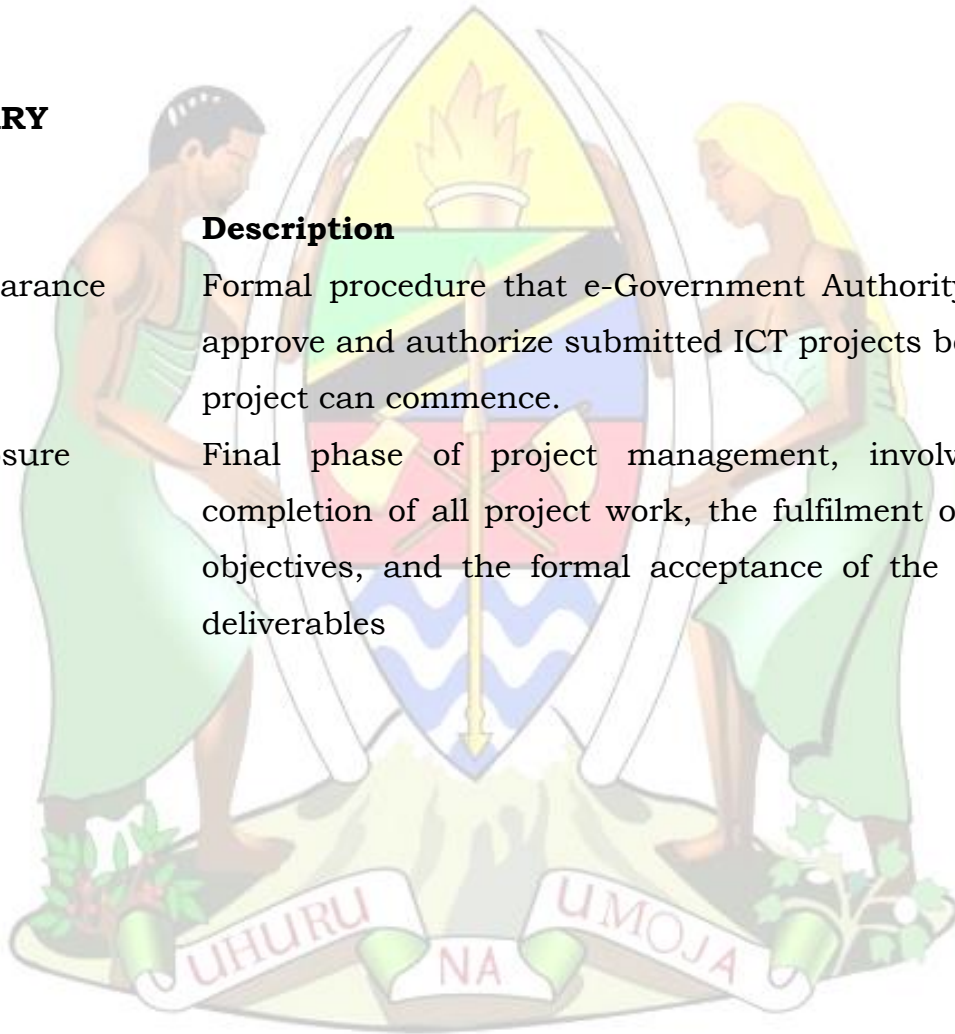 RY
Description
arance Formal procedure that e-Government Authority
approve and authorize submitted ICT projects
project can commence.
sure Final phase of project management,
completion of all project work, the fulfilment
objectives, and the formal acceptance of the
deliverables
UHURU NA UMOJA